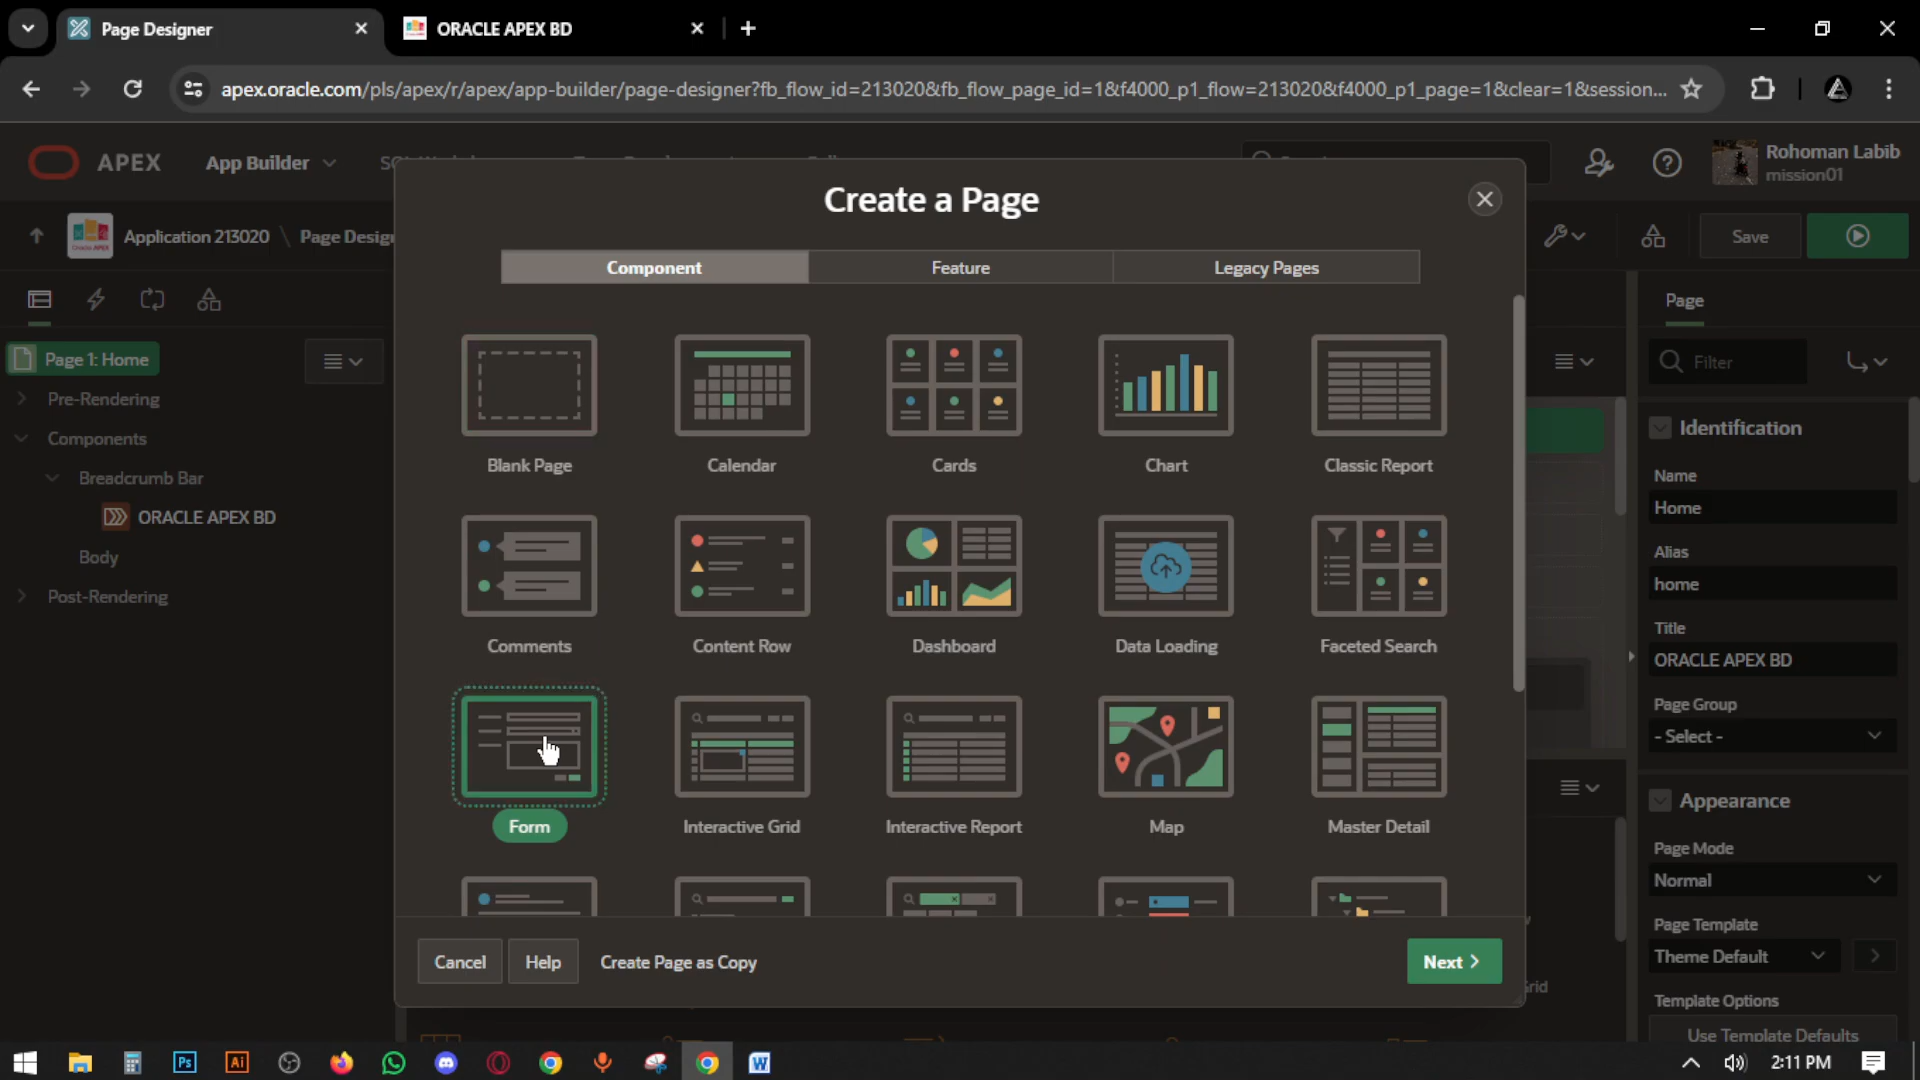 Page Designer
ORACLE APEX BD
apex.oracle.com/pls/apex/r/apex/app-builder/page-designer?fb_flow_id=213020&fb_flow_page_id=1&f4000_p1_flow=213020&f4000_p1_page=1&clear=1&session...
APEX
App Builder
Rohoman Labib
mission01
Create a Page
Application 213020 \ Page Desig
Save
Component
Feature
Legacy Pages
Page
Page 1: Home
Filter
Pre-Rendering
Components
Breadcrumb Bar
ORACLE APEX BD
Body
Post-Rendering
Blank Page
Calendar
Cards
Chart
Classic Report
Comments
Content Row
Dashboard
Data Loading
Faceted Search
Form
Interactive Grid
Interactive Report
Map
Master Detail
Cancel
Help
Create Page as Copy
Next
Identification
Name
Home
Alias
home
Title
ORACLE APEX BD
Page Group
- Select -
Appearance
Page Mode
Normal
Page Template
Theme Default
Template Options
Use Template Defaults
Ps
Ai
W
2:11 PM